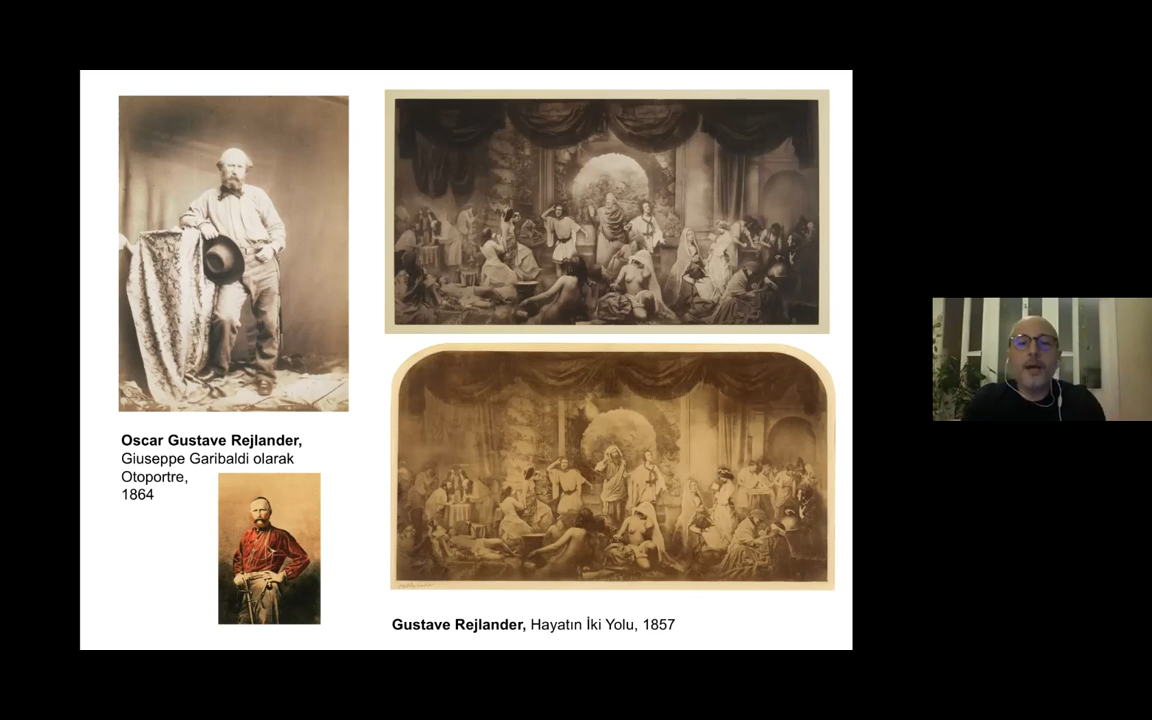 Oscar Gustave Rejlander,
Giuseppe Garibaldi olarak
Otoportre,
1864
Gustave Rejlander, Hayatın İki Yolu, 1857